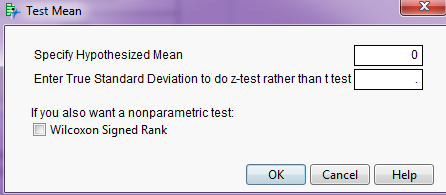 Test Mean
Specify Hypothesized Mean 0
Enter True Standard Deviation to do z-test rather than t test .
If you also want a nonparametric test:
Wilcoxon Signed Rank
OK Cancel Help